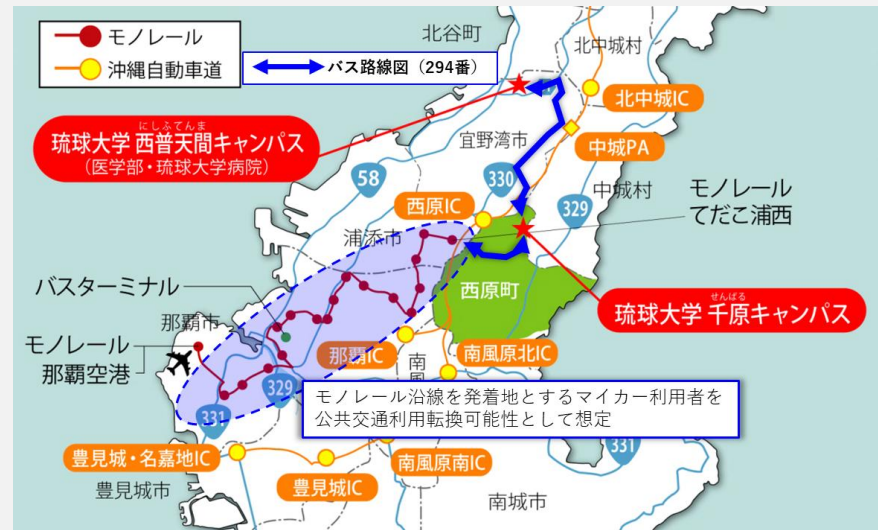 モノレール
沖縄自動車道
バス路線図（294番）
北谷町
北中城村
北中城IC
にしふてんま
琉球大学 西普天間キャンパス
（医学部・琉球大学病院）
宜野湾市
中城PA
58
330
中城村
329
モノレール
てだこ浦西
西原IC
浦添市
バスターミナル
西原町
せんばる
琉球大学 千原キャンパス
那覇市
モノレール
那覇空港
那覇IC
南風原北IC
329
331
モノレール沿線を発着地とするマイカー利用者を
公共交通利用転換可能性として想定
豊見城・名嘉地IC
豊見城IC
南風原南IC
331
豊見城市
南城市